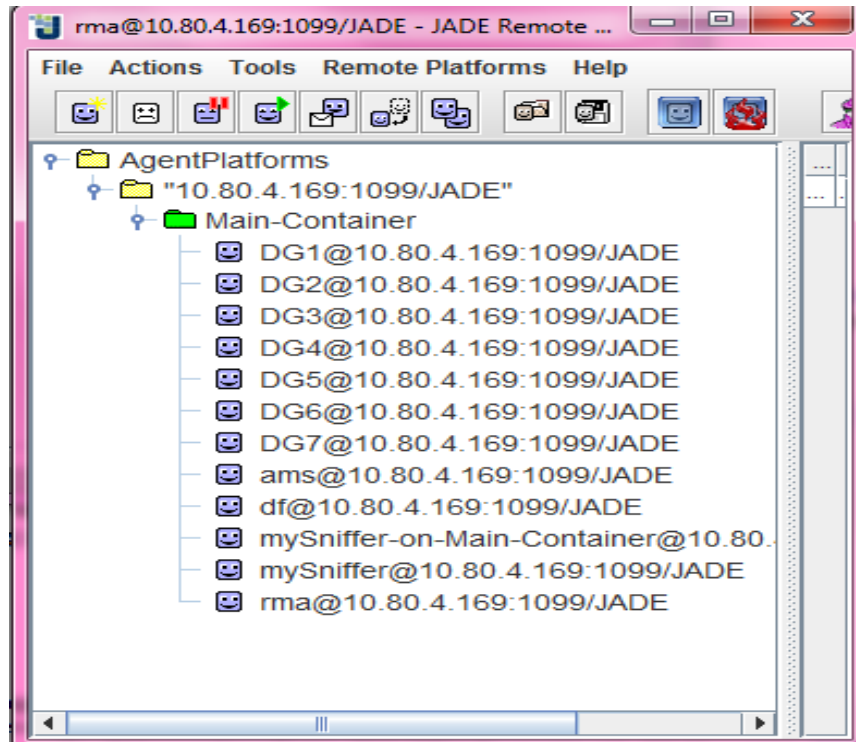 rma@10.80.4.169:1099/JADE - JADE Remote ...
File Actions Tools Remote Platforms Help
AgentPlatforms
"10.80.4.169:1099/JADE"
Main-Container
DG1@10.80.4.169:1099/JADE
DG2@10.80.4.169:1099/JADE
DG3@10.80.4.169:1099/JADE
DG4@10.80.4.169:1099/JADE
DG5@10.80.4.169:1099/JADE
DG6@10.80.4.169:1099/JADE
DG7@10.80.4.169:1099/JADE
ams@10.80.4.169:1099/JADE
df@10.80.4.169:1099/JADE
mySniffer-on-Main-Container@10.80.
mySniffer@10.80.4.169:1099/JADE
rma@10.80.4.169:1099/JADE
...
...